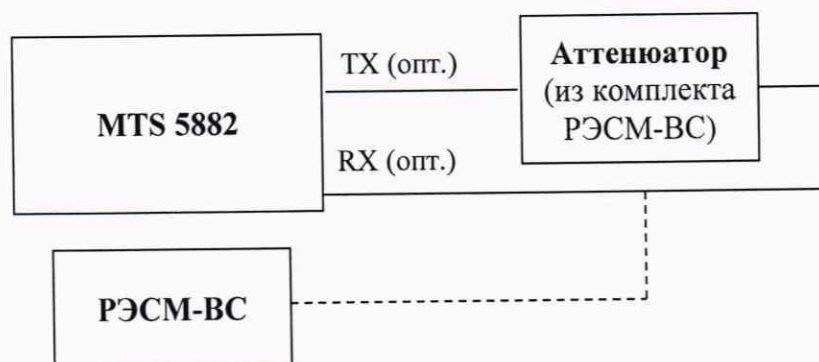 MTS 5882
TX (опт.)
RX (опт.)
Аттенюатор
(из комплекта
РЭСМ-ВС)
РЭСМ-ВС